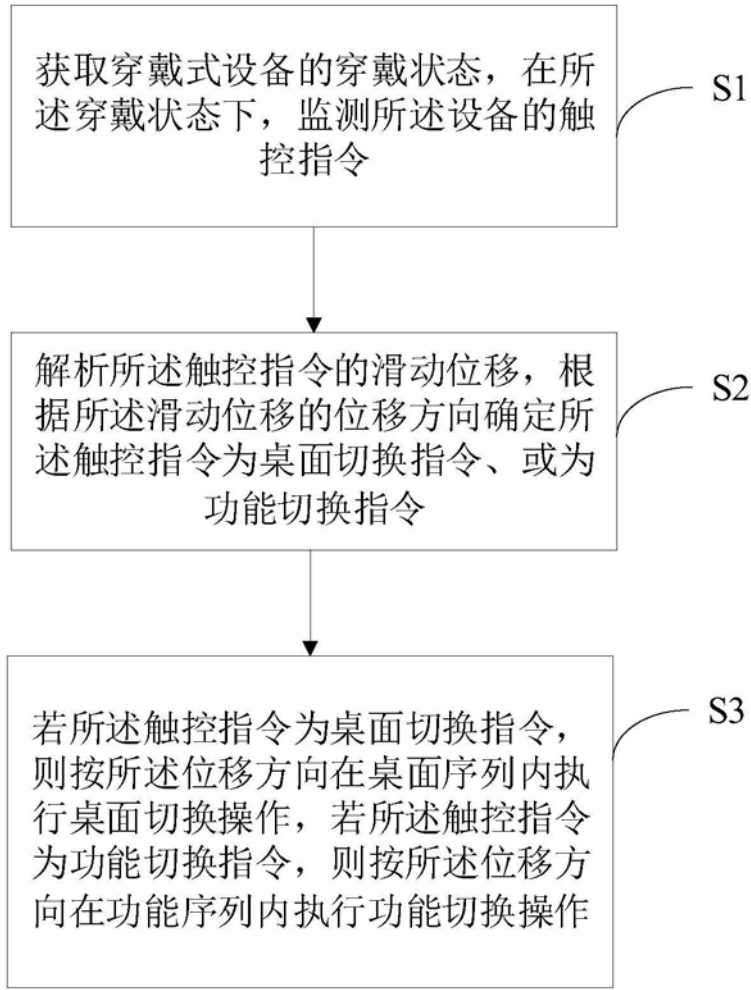 获取穿戴式设备的穿戴状态，在所
述穿戴状态下，监测所述设备的触
控指令
S1
解析所述触控指令的滑动位移，根
据所述滑动位移的位移方向确定所
述触控指令为桌面切换指令、或为
功能切换指令
S2
若所述触控指令为桌面切换指令，
则按所述位移方向在桌面序列内执
行桌面切换操作，若所述触控指令
为功能切换指令，则按所述位移方
向在功能序列内执行功能切换操作
S3